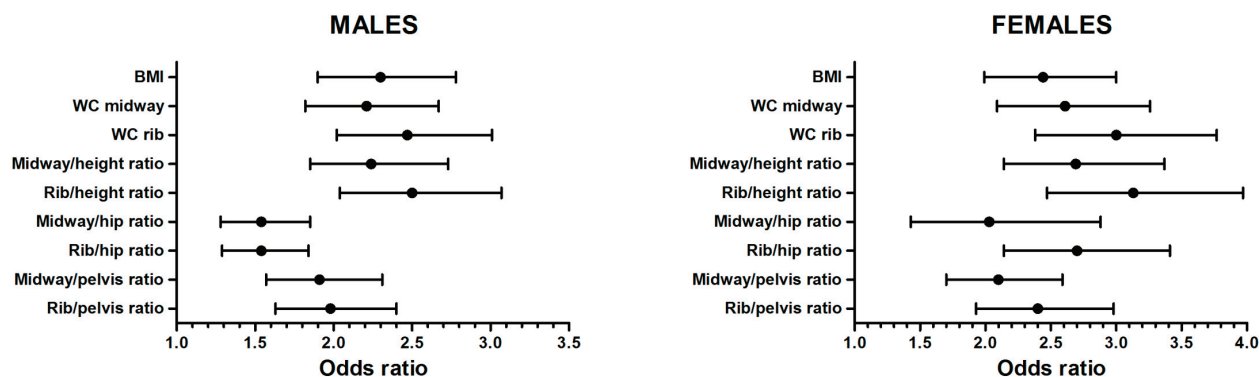 MALES
BMI
WC midway
WC rib
Midway/height ratio
Rib/height ratio
Midway/hip ratio
Rib/hip ratio
Midway/pelvis ratio
Rib/pelvis ratio
1.0 1.5 2.0 2.5 3.0 3.5
Odds ratio
FEMALES
BMI
WC midway
WC rib
Midway/height ratio
Rib/height ratio
Midway/hip ratio
Rib/hip ratio
Midway/pelvis ratio
Rib/pelvis ratio
1.0 1.5 2.0 2.5 3.0 3.5 4.0
Odds ratio